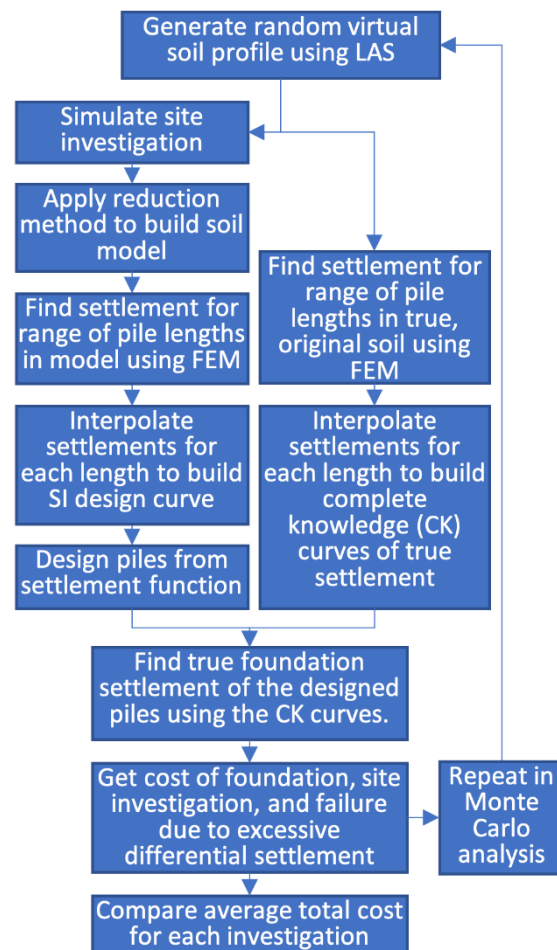 Generate random virtual
soil profile using LAS
Simulate site
investigation
Apply reduction
method to build soil
model
Find settlement for
range of pile lengths
in model using FEM
Interpolate
settlements for
each length to build
SI design curve
Design piles from
settlement function
Find settlement for
range of pile
lengths in true,
original soil using
FEM
Interpolate
settlements for
each length to build
complete
knowledge (CK)
curves of true
settlement
Find true foundation
settlement of the
designed piles using
the CK curves.
Get cost of foundation, site
investigation, and failure
due to excessive
differential settlement
Repeat in
Monte
Carlo
analysis
Compare average total cost
for each investigation